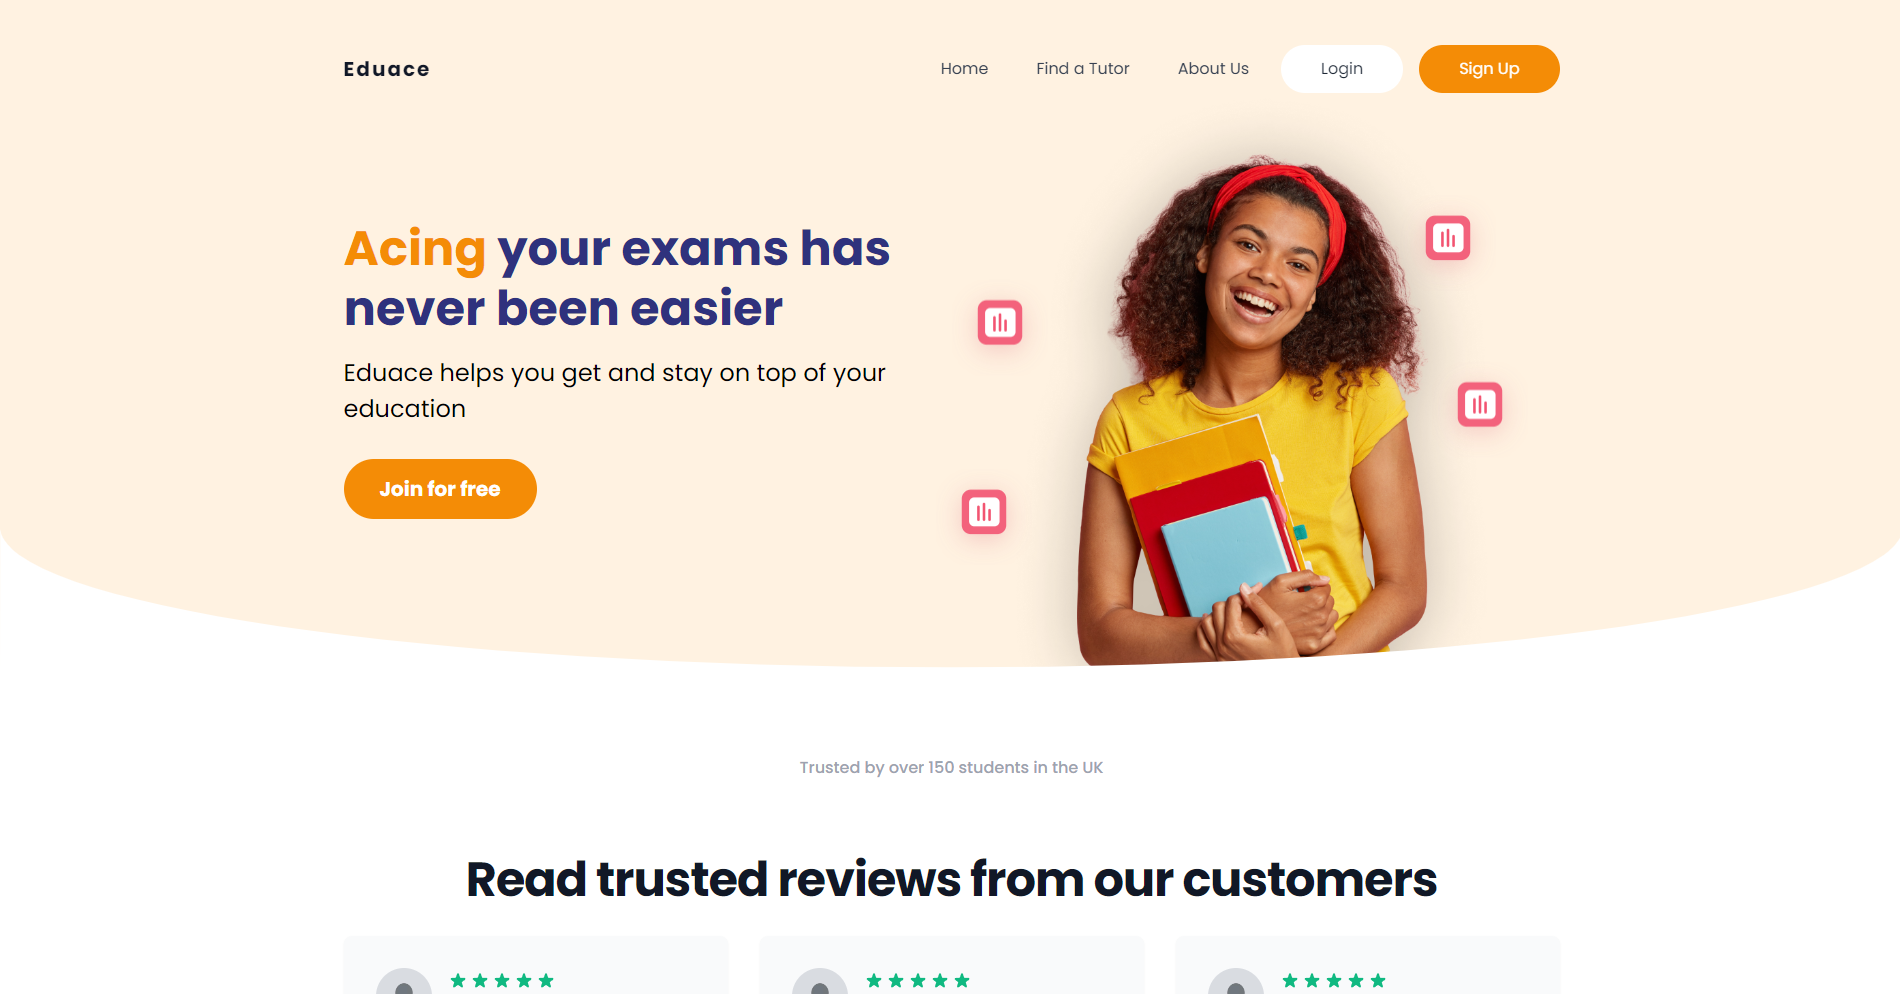 Eduace
Home
Find a Tutor
About Us
Login
Sign Up
Acing your exams has
never been easier
Eduace helps you get and stay on top of your
education
Join for free
Trusted by over 150 students in the UK
Read trusted reviews from our customers